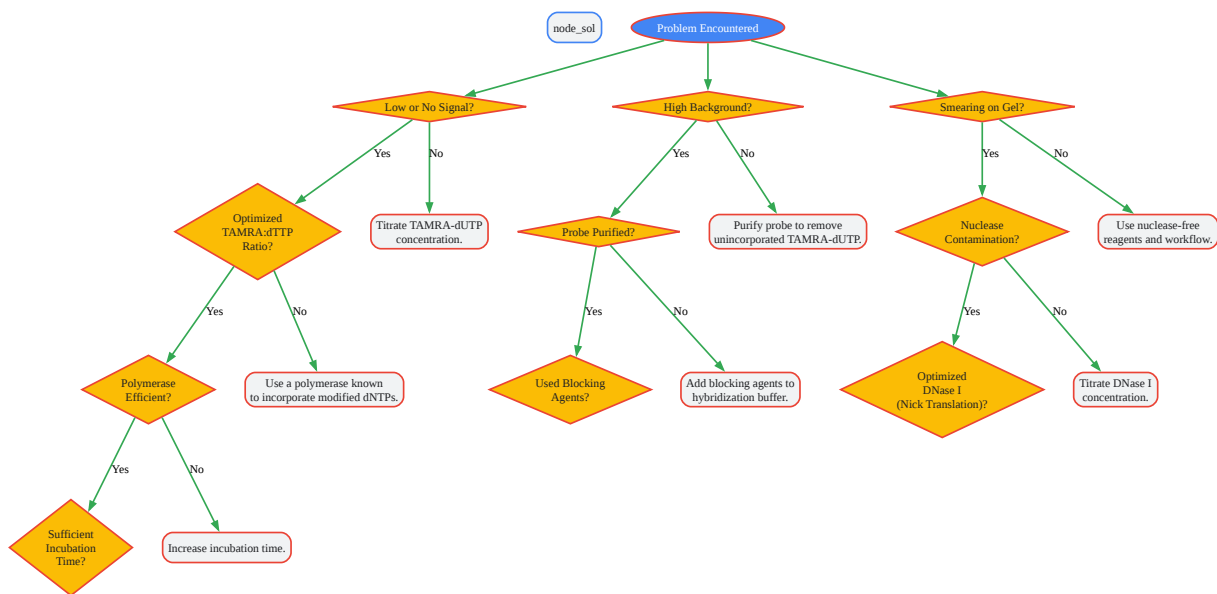 node_sol
Problem Encountered
Low or No Signal?
High Background?
Smearing on Gel?
Yes
No
Yes
No
Yes
No
Optimized
TAMRA:dTTP
Ratio?
Titrate TAMRA-dUTP
concentration.
Probe Purified?
Purify probe to remove
unincorporated TAMRA-dUTP.
Nuclease
Contamination?
Use nuclease-free
reagents and workflow.
Yes
No
Yes
No
Yes
No
Polymerase
Efficient?
Use a polymerase known
to incorporate modified dNTPs.
Used Blocking
Agents?
Add blocking agents to
hybridization buffer.
Optimized
DNase I
(Nick Translation)?
Titrate DNase I
concentration.
Yes
No
Sufficient
Incubation
Time?
Increase incubation time.